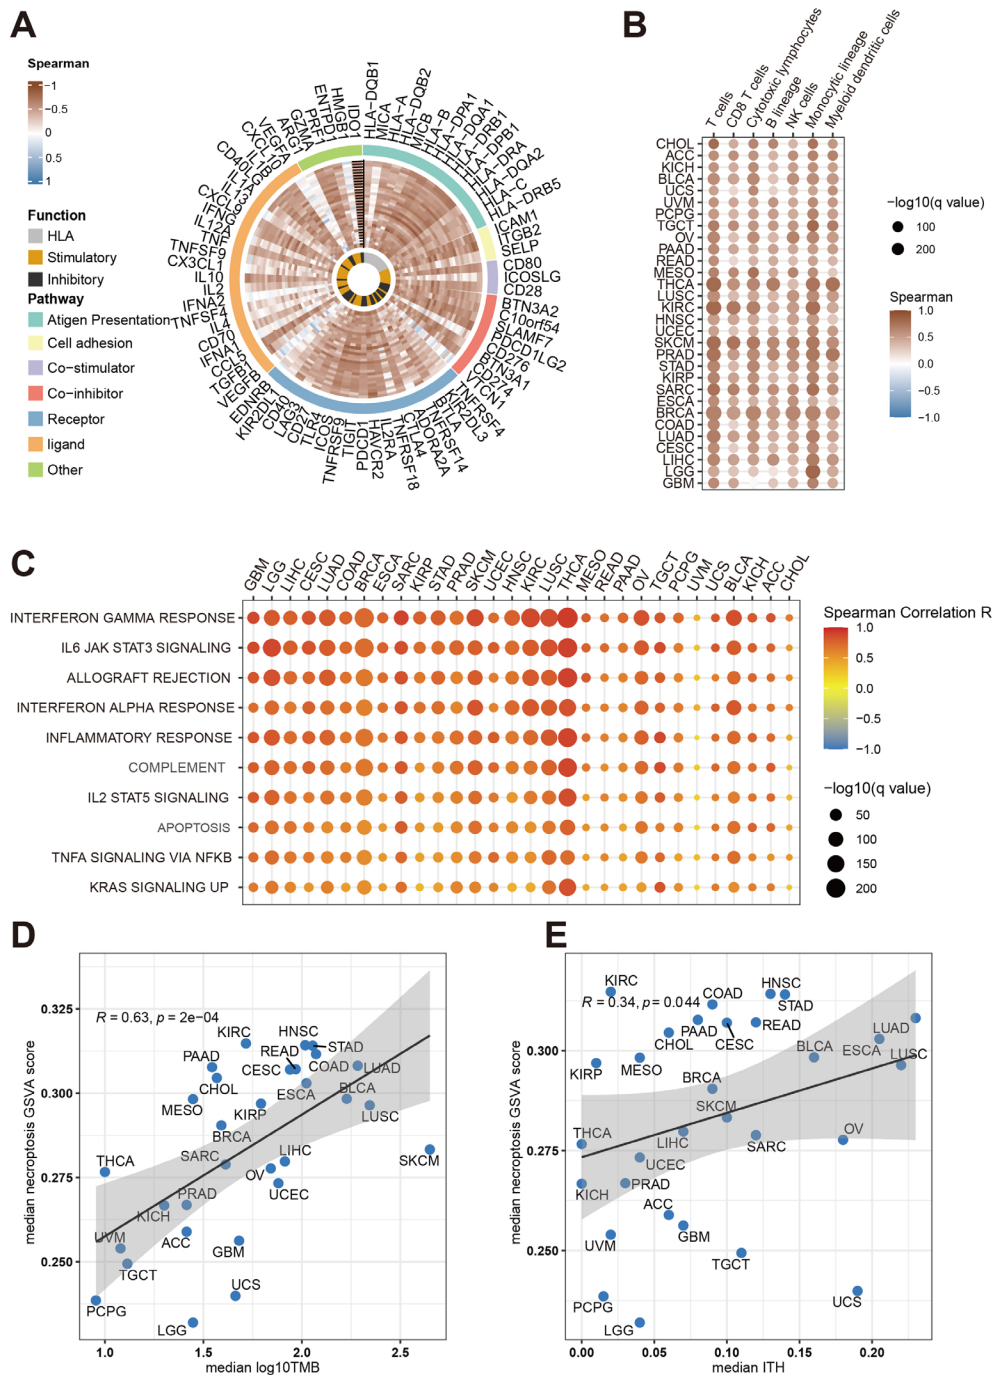 A
Spearman
-1
-0.5
0
0.5
1
Function
HLA
Stimulatory
Inhibitory
Pathway
Atigen Presentation
Cell adhesion
Co-stimulator
Co-inhibitor
Receptor
ligand
Other
HLA-DQB1
MICA
HLA-A
HLA-DQB2
MICB
HLA-B
HLA-DPA1
HLA-DQA1
HLA-DRB1
HLA-DPB1
HLA-DRA
HLA-DQA2
HLA-C
HLA-DRB5
ICAM1
ITGB2
SELP
CD80
ICOSLG
CD28
BTN3A2
C10orf54
SLAMF7
PDCD1LG2
CD276
BTN3A1
CD274
VTCN1
TNFRSF4
KIR2DL3
BTLA
TNFRSF14
ADORA2A
CTLA4
TNFRSF18
IL2RA
HAVCR2
PDCD1
TIGT
TNFRSF9
ICOS
TLR4
CD27
LAG3
CD40
KIR2DL1
EDNRB
VEGFB
TGFB1
CCL5
IFNA1
CD70
IL4
TNFSF4
IFNA2
IL2
IL10
CX3CL1
TNFSF9
TNF
IL12A
IFNG
CXCL9
CD40LG
VEGFA
ARG1
GZMA
PRF1
ENTPD1
HMGB1
IDO1
B
T cells
CD8 T cells
Cytotoxic lymphocytes
B lineage
NK cells
Monocytic lineage
Myeloid dendritic cells
CHOL
ACC
KICH
BLCA
UCS
UVM
PCPG
TGCT
OV
PAAD
READ
MESO
THCA
LUSC
KIRC
HNSC
UCEC
SKCM
PRAD
STAD
KIRP
SARC
ESCA
BRCA
COAD
LUAD
CESC
LIHC
LGG
GBM
-log10(q value)
100
200
Spearman
1.0
0.5
0.0
-0.5
-1.0
C
GBM
LGG
LIHC
CESC
LUAD
COAD
BRCA
ESCA
SARC
KIRP
STAD
PRAD
SKCM
UCEC
HNSC
KIRC
LUSC
THCA
MESO
READ
PAAD
OV
TGCT
PCPG
UVM
UCS
BLCA
KICH
ACC
CHOL
INTERFERON GAMMA RESPONSE
IL6 JAK STAT3 SIGNALING
ALLOGRAFT REJECTION
INTERFERON ALPHA RESPONSE
INFLAMMATORY RESPONSE
COMPLEMENT
IL2 STAT5 SIGNALING
APOPTOSIS
TNFA SIGNALING VIA NFKB
KRAS SIGNALING UP
Spearman Correlation R
1.0
0.5
0.0
-0.5
-1.0
-log10(q value)
50
100
150
200
D
median necroptosis GSVA score
0.325
0.300
0.275
0.250
R = 0.63, p = 2e-04
KIRC
HNSC
STAD
READ
PAAD
CESC
COAD
LUAD
CHOL
ESCA
BLCA
MESO
KIRP
LUSC
BRCA
SARC
LIHC
SKCM
THCA
OV
UCEC
PRAD
KICH
UVM
ACC
GBM
TGCT
UCS
PCPG
LGG
1.0
1.5
2.0
2.5
median log10TMB
E
median necroptosis GSVA score
0.300
0.275
0.250
R = 0.34, p = 0.044
KIRC
COAD
HNSC
STAD
PAAD
READ
CHOL
CESC
LUAD
BLCA
ESCA
LUSC
KIRP
MESO
BRCA
SKCM
THCA
LIHC
SARC
OV
UCEC
KICH
PRAD
ACC
GBM
UVM
TGCT
PCPG
UCS
LGG
0.00
0.05
0.10
0.15
0.20
median ITH